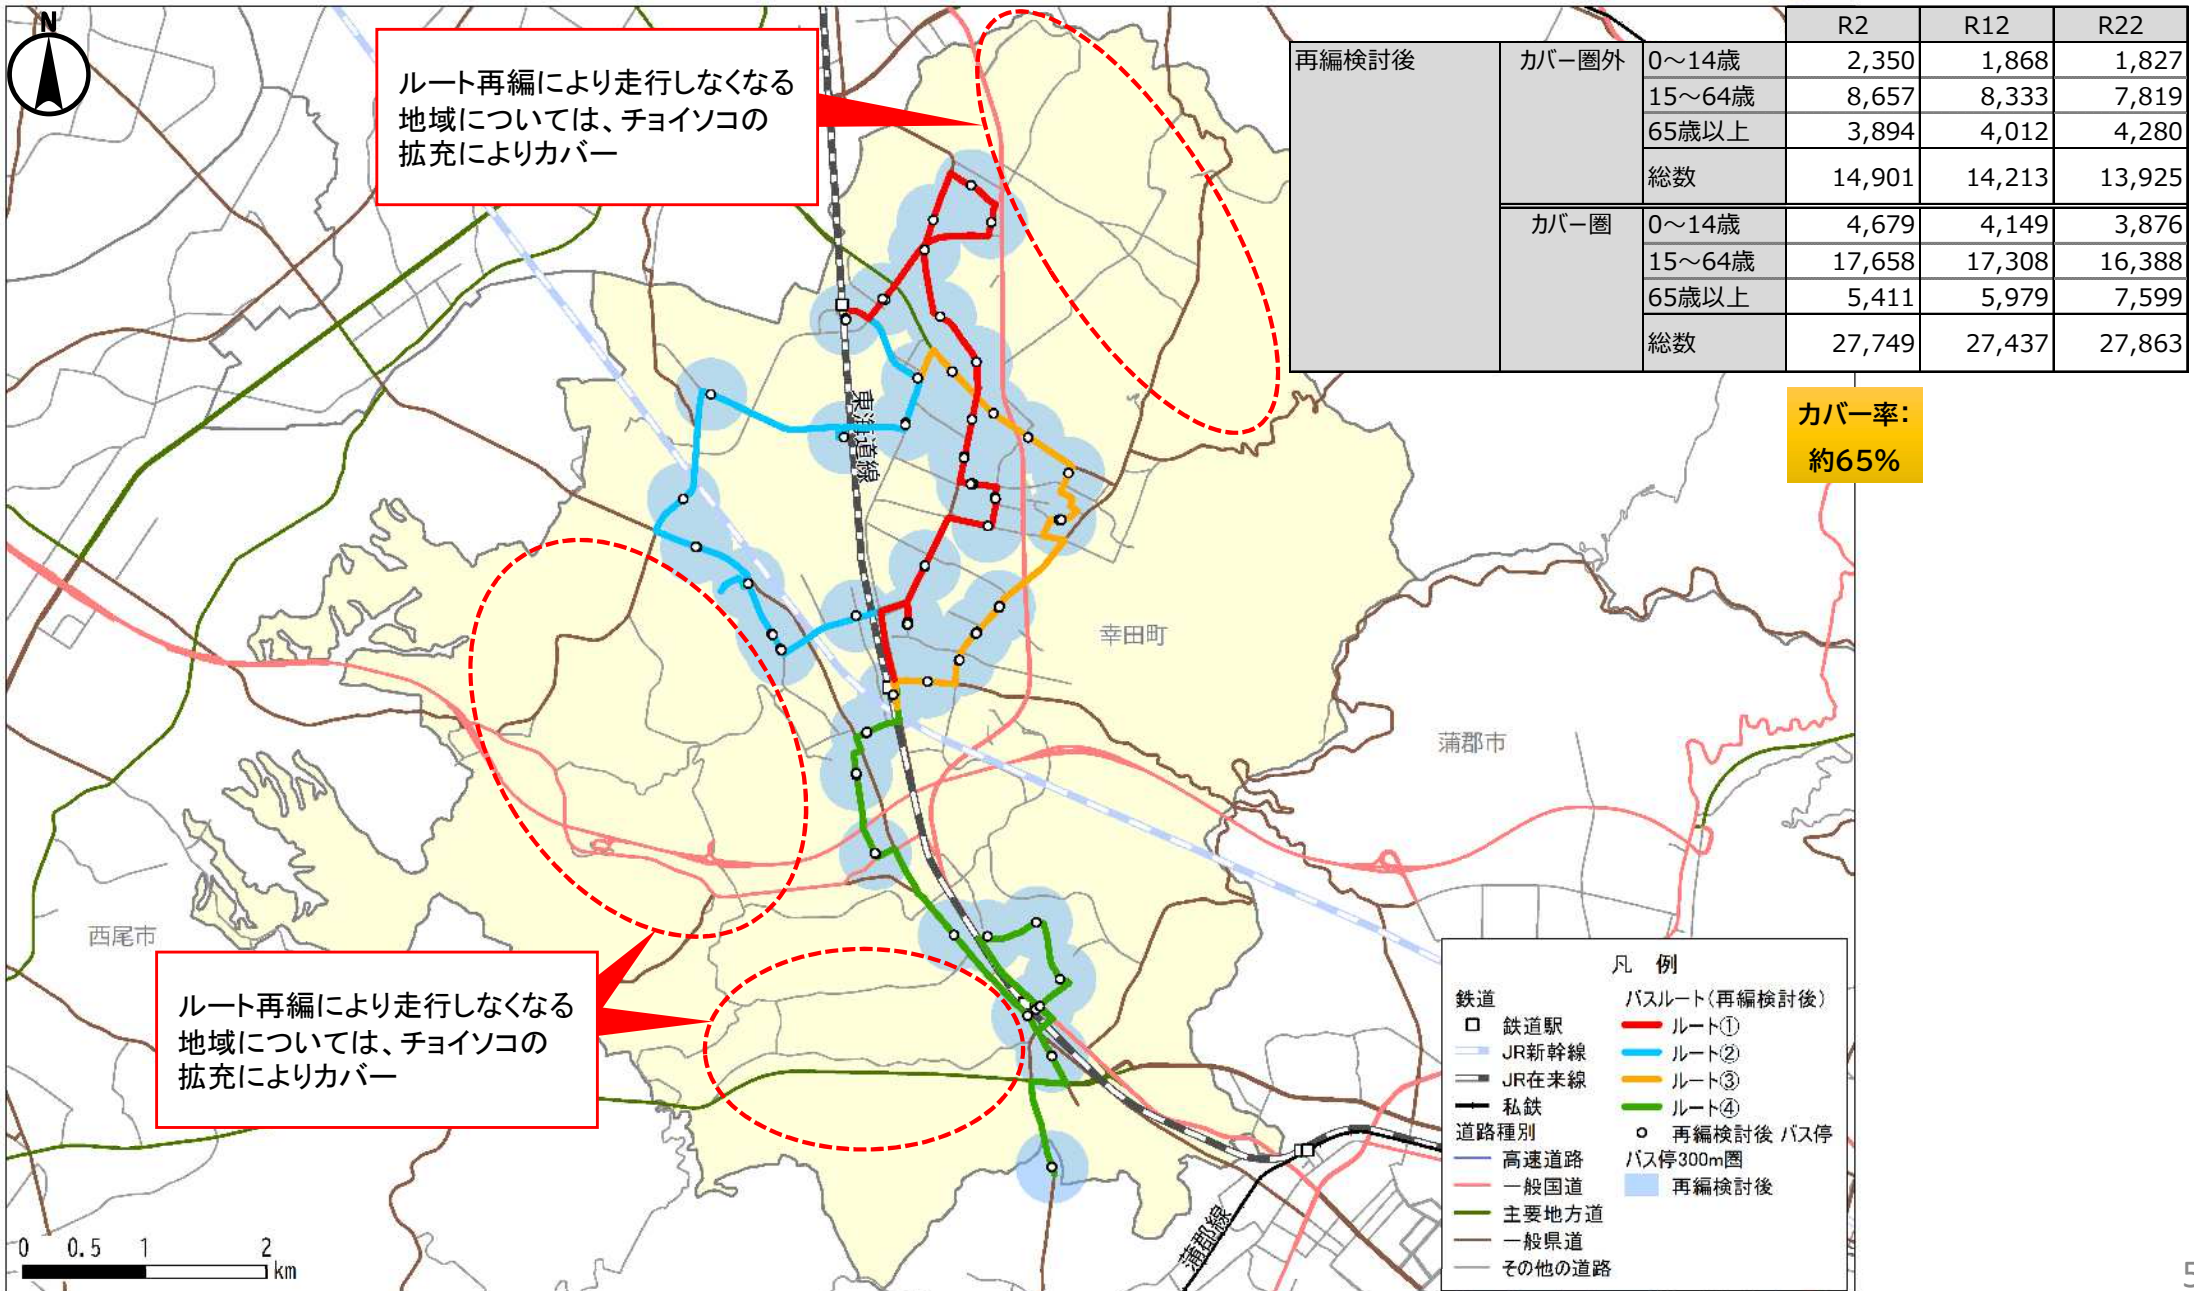 N
ルート再編により走行しなくなる
地域については、チョイソコの
拡充によりカバー
R2 R12 R22
再編検討後 カバー圏外 0～14歳 2,350 1,868 1,827
15～64歳 8,657 8,333 7,819
65歳以上 3,894 4,012 4,280
総数 14,901 14,213 13,925
カバー圏 0～14歳 4,679 4,149 3,876
15～64歳 17,658 17,308 16,388
65歳以上 5,411 5,979 7,599
総数 27,749 27,437 27,863
カバー率：
約65%
東海道線
幸田町
蒲郡市
西尾市
ルート再編により走行しなくなる
地域については、チョイソコの
拡充によりカバー
蒲郡線
凡 例
鉄道 バスルート（再編検討後）
鉄道駅 ルート①
JR新幹線 ルート②
JR在来線 ルート③
私鉄 ルート④
道路種別 再編検討後 バス停
高速道路 バス停300m圏
一般国道 再編検討後
主要地方道
一般県道
その他の道路
0 0.5 1 2
km
5